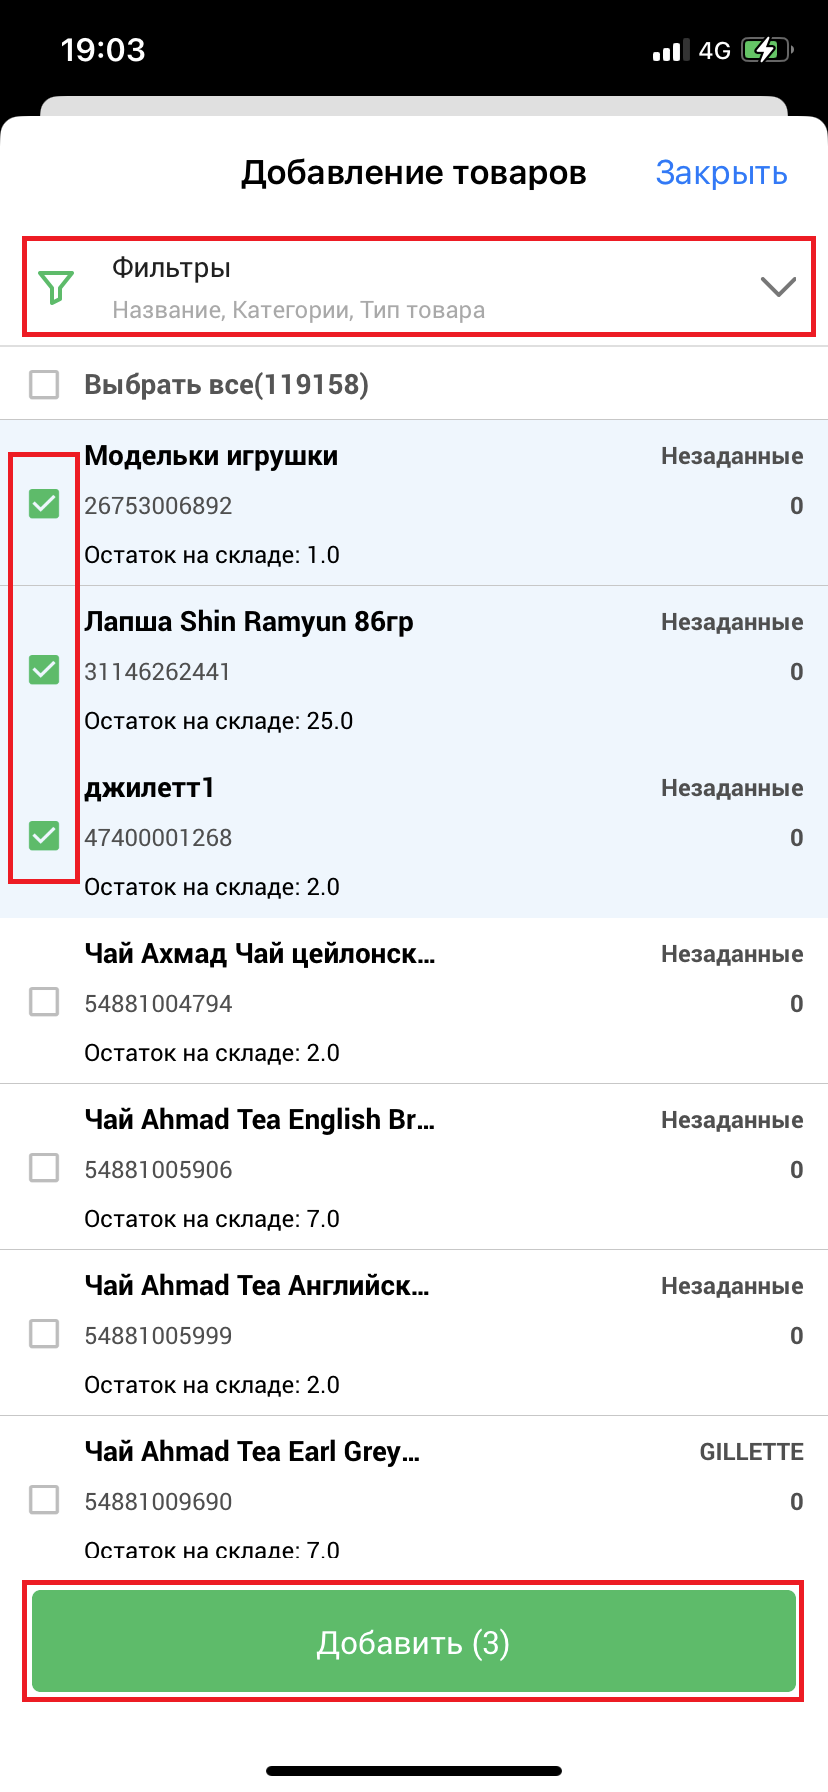 19:03
4G
Добавление товаров
Закрыть
Фильтры
Название, Категории, Тип товара
Выбрать все(119158)
Модельки игрушки
Незаданные
26753006892
0
Остаток на складе: 1.0
Лапша Shin Ramyun 86гр
Незаданные
31146262441
0
Остаток на складе: 25.0
джилетт1
Незаданные
47400001268
0
Остаток на складе: 2.0
Чай Ахмад Чай цейлонск...
Незаданные
54881004794
0
Остаток на складе: 2.0
Чай Ahmad Tea English Br...
Незаданные
54881005906
0
Остаток на складе: 7.0
Чай Ahmad Tea Английск...
Незаданные
54881005999
0
Остаток на складе: 2.0
Чай Ahmad Tea Earl Grey...
GILLETTE
54881009690
0
Остаток на складе: 7.0
Добавить (3)